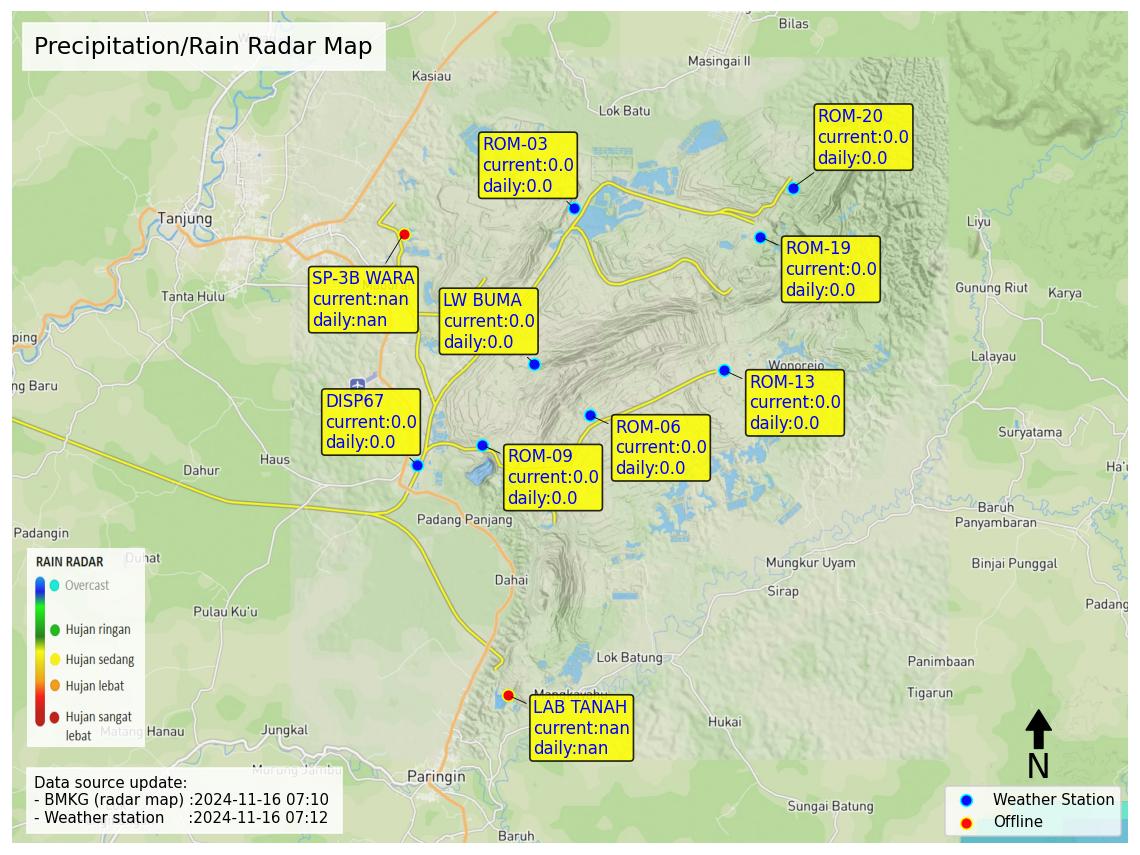 Precipitation/Rain Radar Map
Bilas
Masingai II
Kasiau
Lok Batu
ROM-20
current:0.0
daily:0.0
ROM-03
current:0.0
daily:0.0
Tanjung
Liyu
ROM-19
current:0.0
daily:0.0
SP-3B WARA
current:nan
daily:nan
Tanta Hulu
LW BUMA
current:0.0
daily:0.0
Gunung Riut
Karya
ping
Lalayau
Wonorejo
ng Baru
ROM-13
current:0.0
daily:0.0
DISP67
current:0.0
daily:0.0
ROM-06
current:0.0
daily:0.0
Suryatama
ROM-09
current:0.0
daily:0.0
Haus
Dahur
Ha'u
Baruh
Panyambaran
Padang Panjang
Padangin
Duhat
Mungkur Uyam
Binjai Punggal
Dahai
Sirap
Padang
Pulau Ku'u
RAIN RADAR
Overcast
Hujan ringan
Hujan sedang
Hujan lebat
Hujan sangat
lebat
Lok Batung
Panimbaan
Tigarun
Mangkayahu
LAB TANAH
current:nan
daily:nan
Matang Hanau
Jungkal
Hukai
Murung Jambu
Paringin
N
Data source update:
- BMKG (radar map) :2024-11-16 07:10
- Weather station :2024-11-16 07:12
Sungai Batung
Baruh
Weather Station
Offline